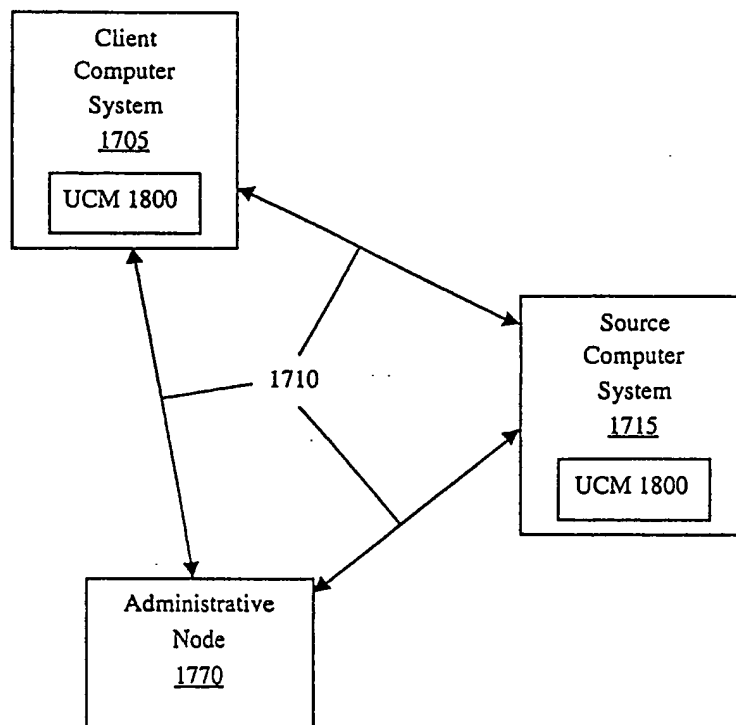 Client
Computer
System
1705
UCM 1800
1710
Source
Computer
System
1715
UCM 1800
Administrative
Node
1770